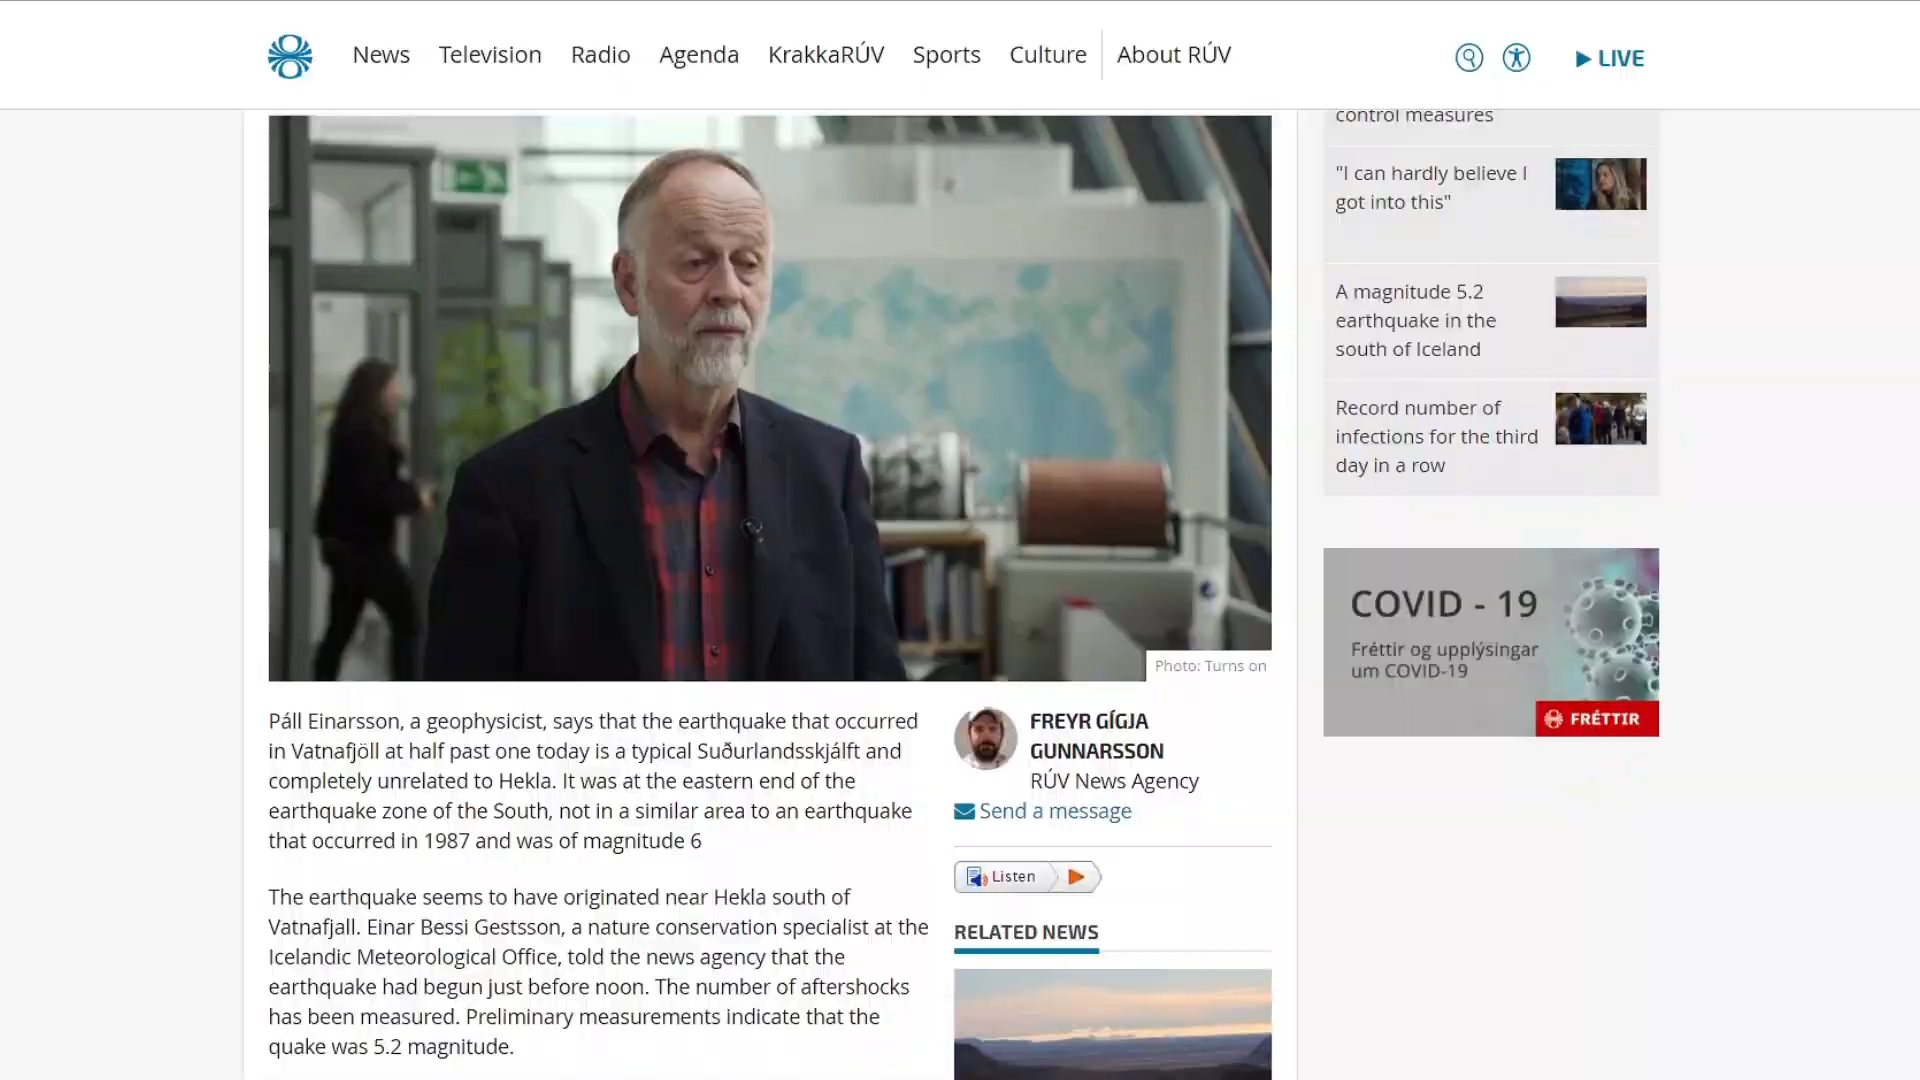 News Television Radio Agenda KrakkaRÚV Sports Culture About RÚV LIVE
Photo: Turns on
Páll Einarsson, a geophysicist, says that the earthquake that occurred
in Vatnafjöll at half past one today is a typical Suðurlandsskjálft and
completely unrelated to Hekla. It was at the eastern end of the
earthquake zone of the South, not in a similar area to an earthquake
that occurred in 1987 and was of magnitude 6
The earthquake seems to have originated near Hekla south of
Vatnafjall. Einar Bessi Gestsson, a nature conservation specialist at the
Icelandic Meteorological Office, told the news agency that the
earthquake had begun just before noon. The number of aftershocks
has been measured. Preliminary measurements indicate that the
quake was 5.2 magnitude.
FREYR GÍGJA
GUNNARSSON
RÚV News Agency
Send a message
Listen
RELATED NEWS
control measures
"I can hardly believe I
got into this"
A magnitude 5.2
earthquake in the
south of Iceland
Record number of
infections for the third
day in a row
COVID - 19
Fréttir og upplýsingar
um COVID-19
FRÉTTIR